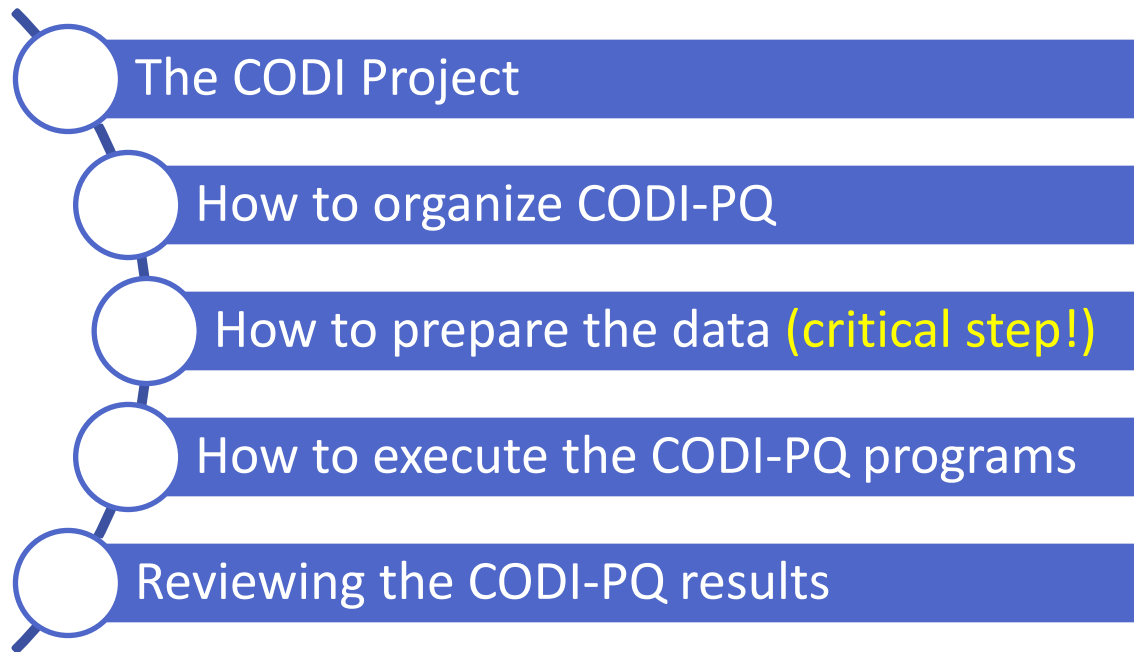 The CODI Project
How to organize CODI-PQ
How to prepare the data (critical step!)
How to execute the CODI-PQ programs
Reviewing the CODI-PQ results